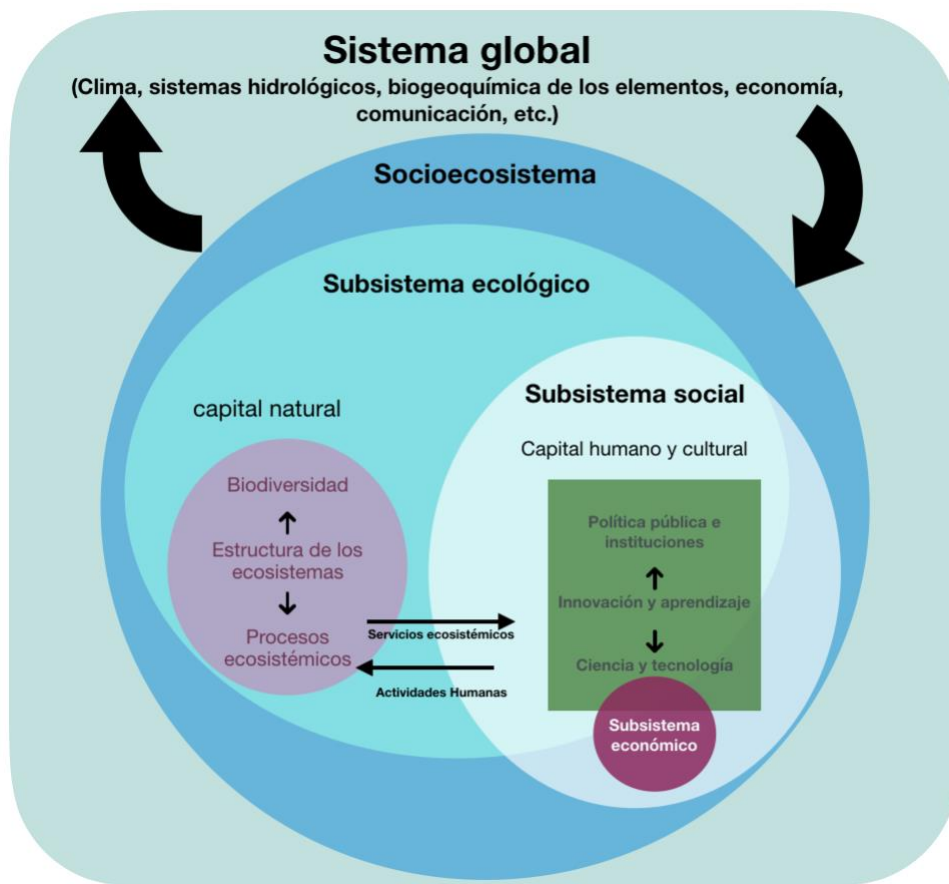 Sistema global
(Clima, sistemas hidrológicos, biogeoquímica de los elementos, economía,
comunicación, etc.)
Socioecosistema
Subsistema ecológico
Subsistema social
capital natural
Capital humano y cultural
Biodiversidad
Estructura de los
ecosistemas
Procesos
ecosistémicos
Servicios ecosistémicos
Actividades Humanas
Política pública e
instituciones
Innovación y aprendizaje
Ciencia y tecnología
Subsistema
económico